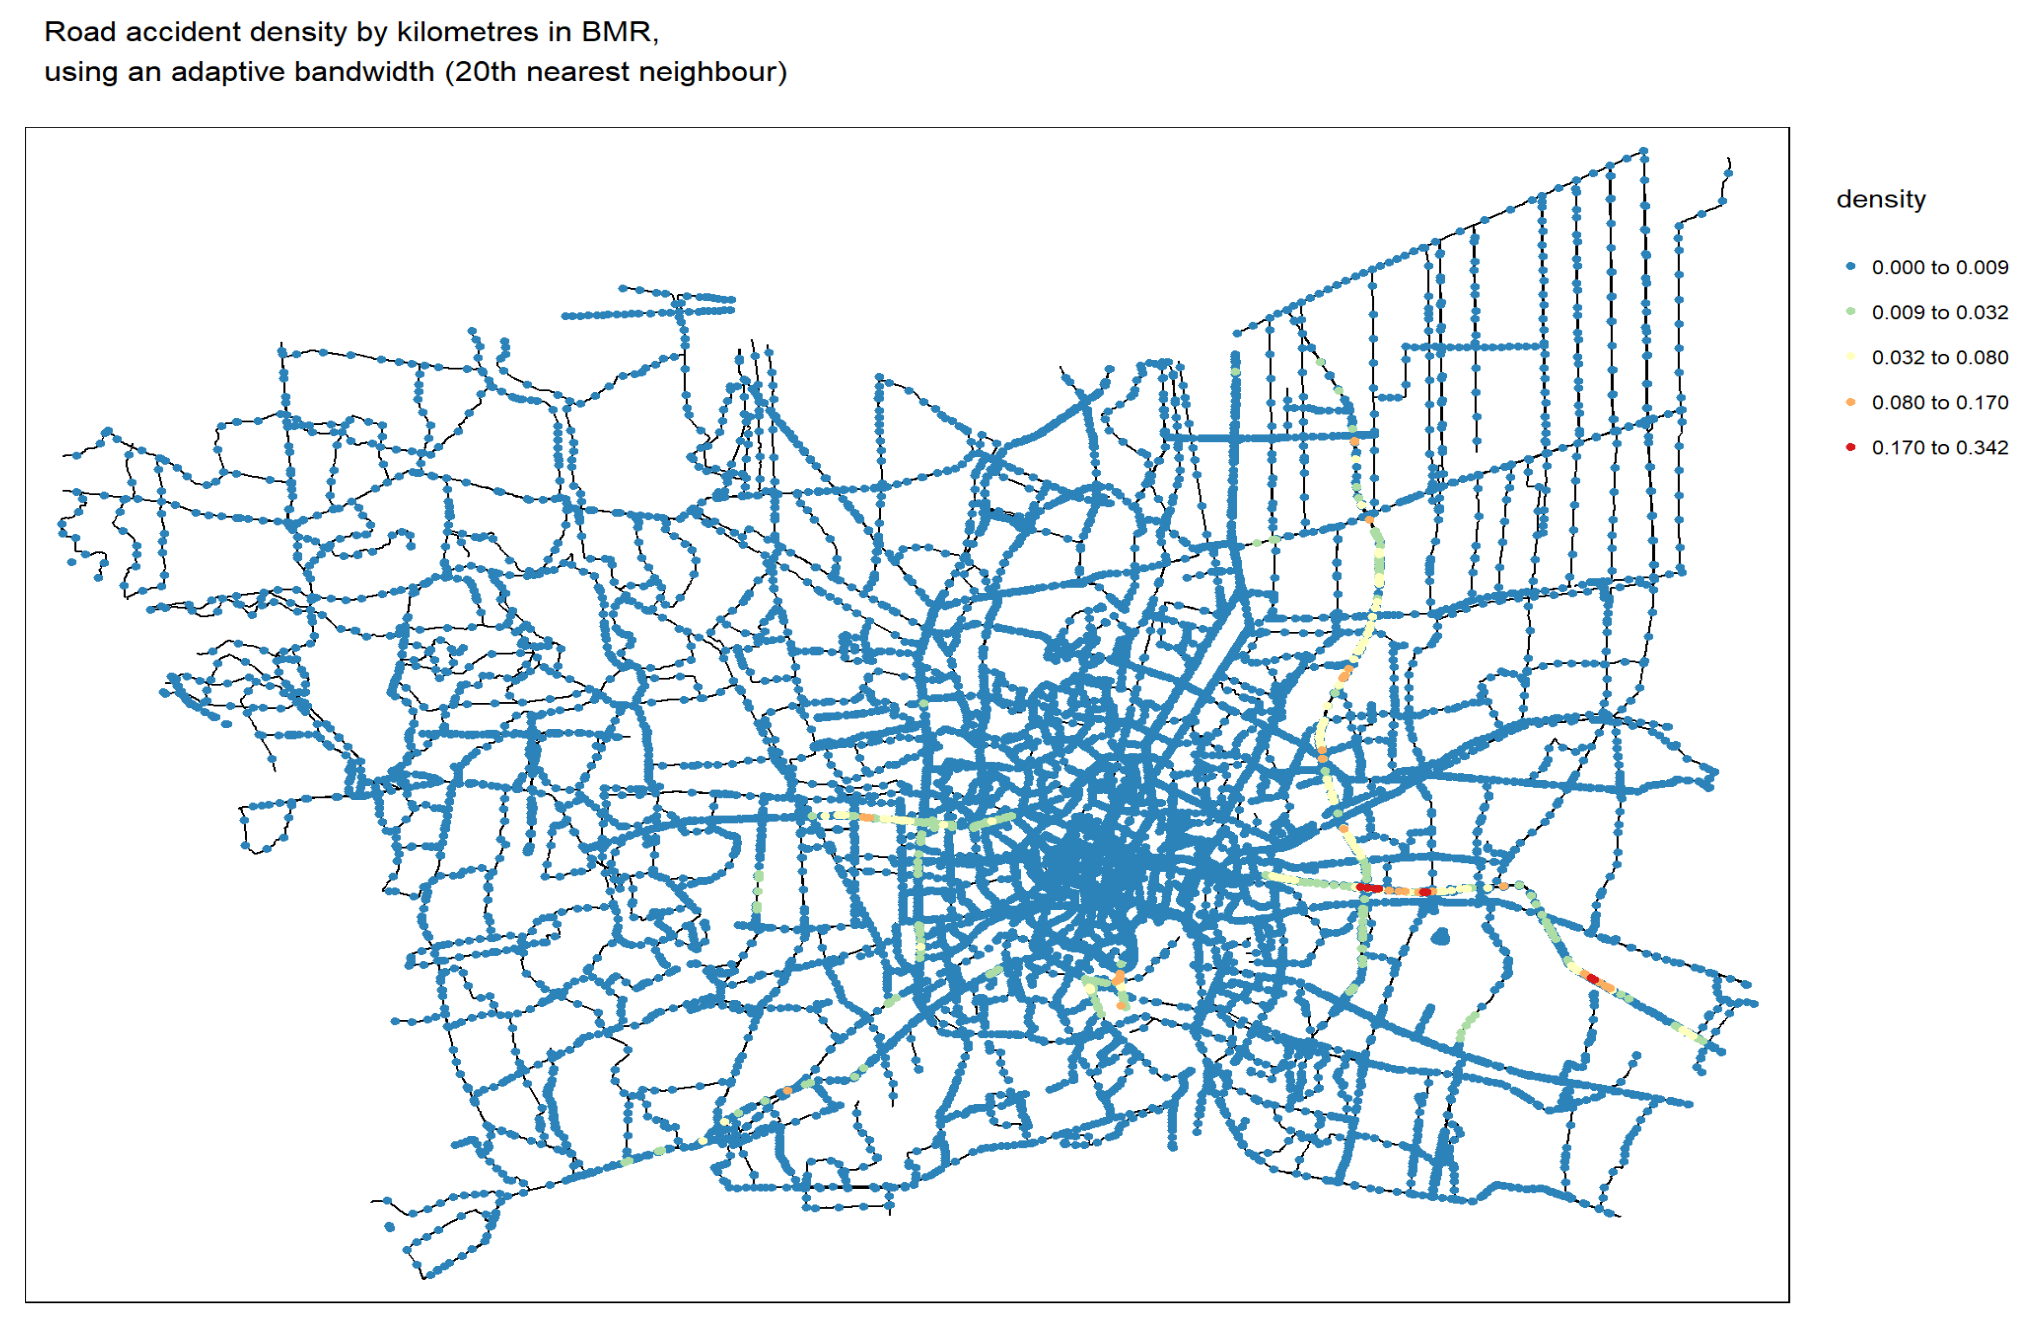 Road accident density by kilometres in BMR,
using an adaptive bandwidth (20th nearest neighbour)
density
0.000 to 0.009
0.009 to 0.032
0.032 to 0.080
0.080 to 0.170
0.170 to 0.342